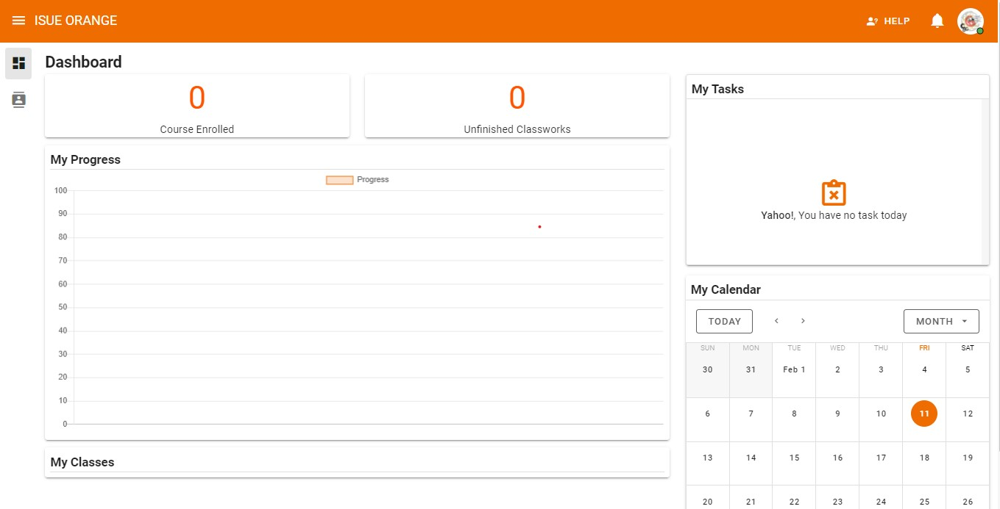 ISUE ORANGE
HELP
Dashboard
0
Course Enrolled
0
Unfinished Classworks
My Progress
Progress
100
90
80
70
60
50
40
30
20
10
0
My Classes
My Tasks
Yahoo!, You have no task today
My Calendar
TODAY
MONTH
SUN MON TUE WED THU FRI SAT
30 31 Feb 1 2 3 4 5
6 7 8 9 10 11 12
13 14 15 16 17 18 19
20 21 22 23 24 25 26